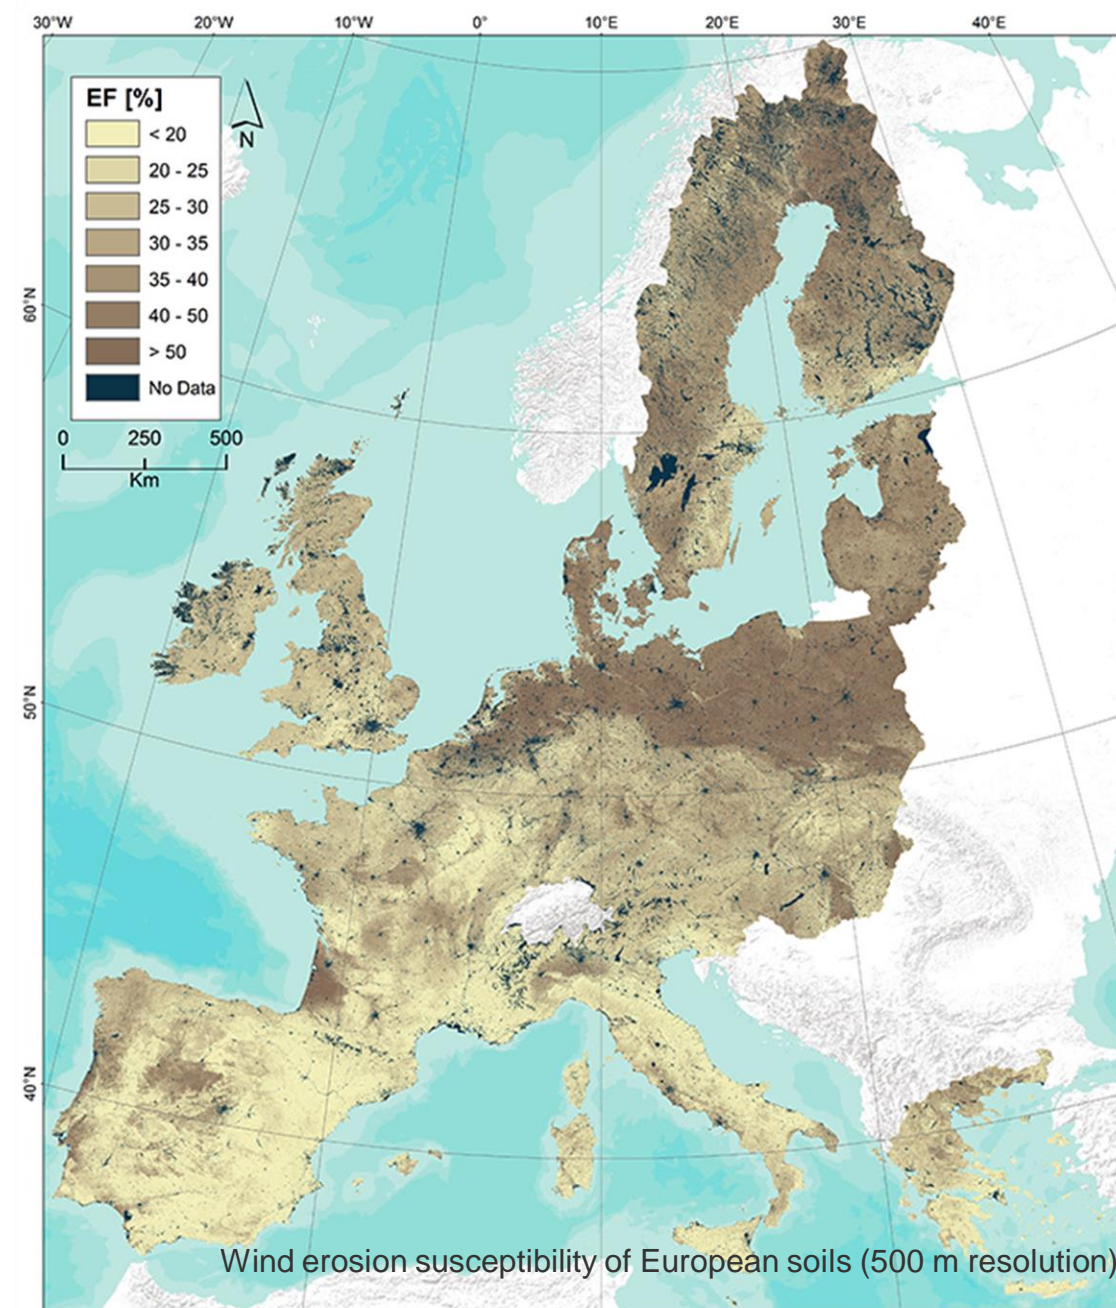 30°W 20°W 10°W 0° 10°E 20°E 30°E 40°E
EF [%]
N
< 20
20 - 25
25 - 30
30 - 35
35 - 40
40 - 50
> 50
No Data
60°N
0 250 500
Km
50°N
40°N
Wind erosion susceptibility of European soils (500 m resolution)